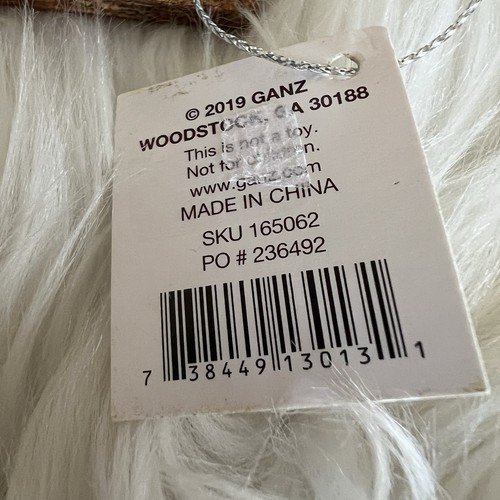 © 2019 GANZ
WOODSTOCK, GA 30188
This is not a toy.
Not for children.
www.ganz.com
MADE IN CHINA
SKU 165062
PO # 236492
7 38449 13013 1